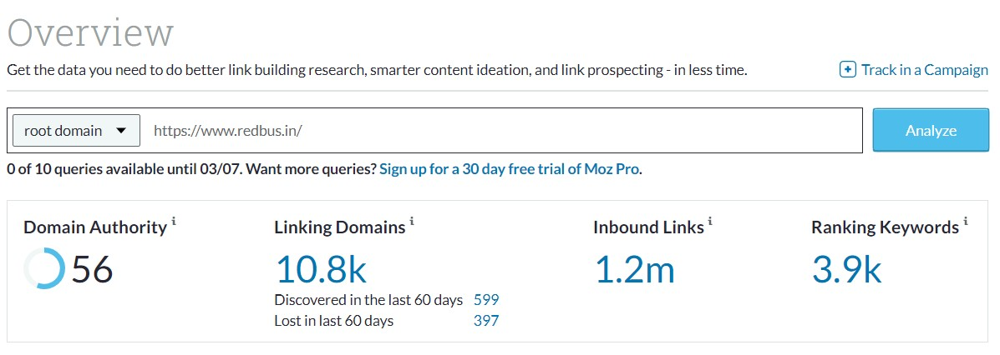 Overview
Get the data you need to do better link building research, smarter content ideation, and link prospecting - in less time.
Track in a Campaign
root domain
https://www.redbus.in/
Analyze
0 of 10 queries available until 03/07. Want more queries? Sign up for a 30 day free trial of Moz Pro.
Domain Authority i
Linking Domains i
Inbound Links i
Ranking Keywords i
56
10.8k
1.2m
3.9k
Discovered in the last 60 days 599
Lost in last 60 days 397